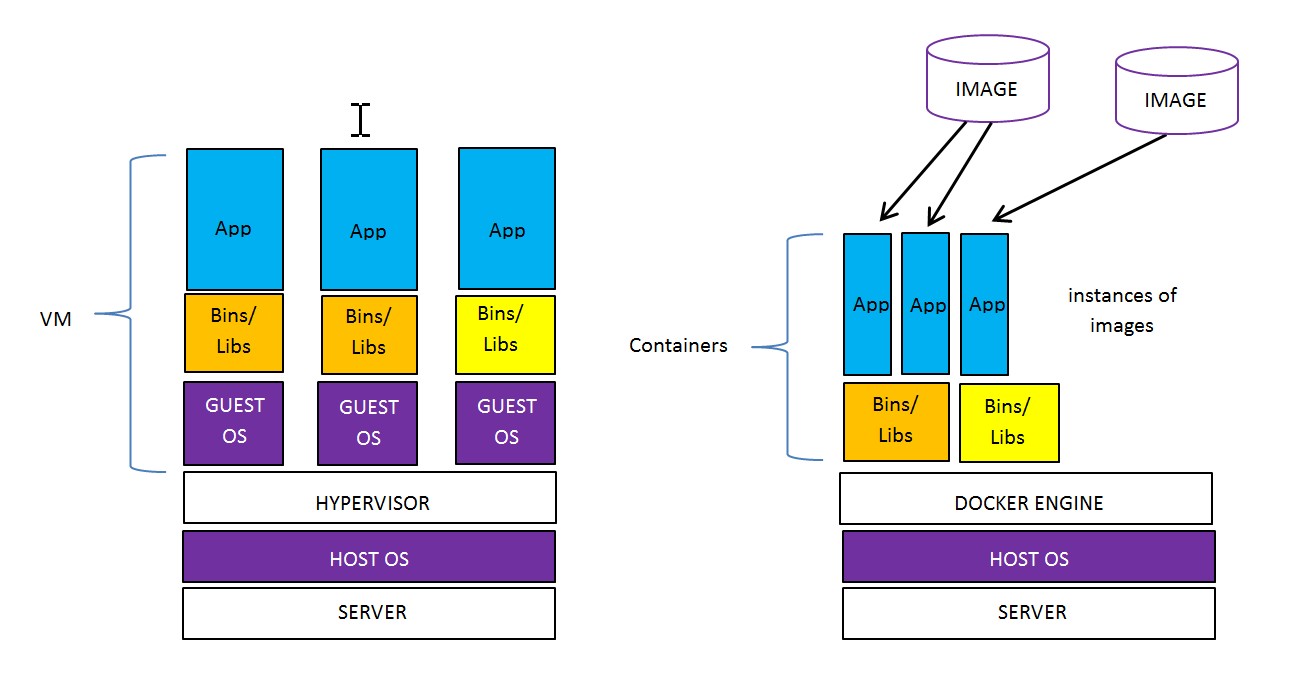 VM
App
App
App
Bins/
Libs
Bins/
Libs
Bins/
Libs
GUEST
OS
GUEST
OS
GUEST
OS
HYPERVISOR
HOST OS
SERVER
IMAGE
IMAGE
Containers
App
App
App
instances of
images
Bins/
Libs
Bins/
Libs
DOCKER ENGINE
HOST OS
SERVER